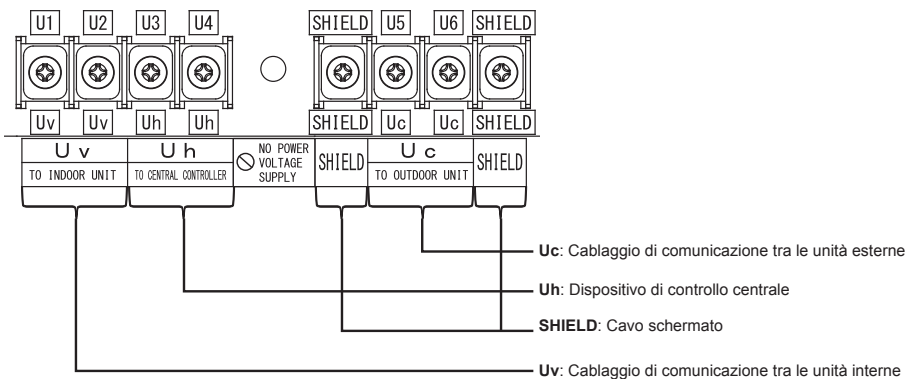 U1 U2 U3 U4 SHIELD U5 U6 SHIELD
Uv Uv Uh Uh SHIELD Uc Uc SHIELD
Uv Uh NO POWER VOLTAGE SUPPLY SHIELD Uc SHIELD
TO INDOOR UNIT TO CENTRAL CONTROLLER TO OUTDOOR UNIT
Uc: Cablaggio di comunicazione tra le unità esterne
Uh: Dispositivo di controllo centrale
SHIELD: Cavo schermato
Uv: Cablaggio di comunicazione tra le unità interne